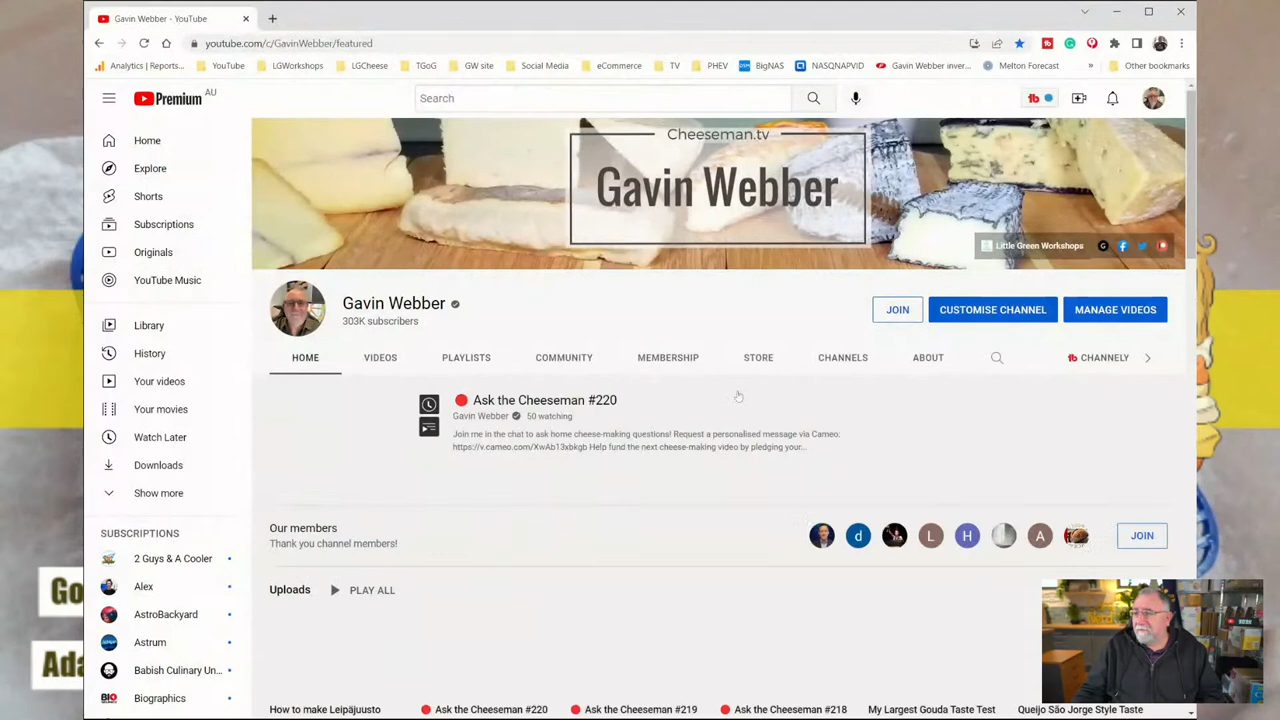 Gavin Webber - YouTube
youtube.com/c/GavinWebber/featured
Analytics | Reports... YouTube LGWorkshops LGCheese TGoG GW site Social Media eCommerce TV PHEV BigNAS NASQNAPVID Gavin Webber inver... Melton Forecast » Other bookmarks
Premium AU
Search
Home
Explore
Shorts
Subscriptions
Originals
YouTube Music
Library
History
Your videos
Your movies
Watch Later
Downloads
Show more
SUBSCRIPTIONS
2 Guys & A Cooler
Alex
AstroBackyard
Astrum
Babish Culinary Un...
Biographics
Cheeseman.tv
Gavin Webber
Little Green Workshops
Gavin Webber
303K subscribers
JOIN
CUSTOMISE CHANNEL
MANAGE VIDEOS
HOME VIDEOS PLAYLISTS COMMUNITY MEMBERSHIP STORE CHANNELS ABOUT tb CHANNELY
Ask the Cheeseman #220
Gavin Webber 50 watching
Join me in the chat to ask home cheese-making questions! Request a personalised message via Cameo:
https://v.cameo.com/XwAb13xbkgb Help fund the next cheese-making video by pledging your...
Our members
Thank you channel members!
d L H A
JOIN
Uploads PLAY ALL
How to make Leipäjuusto Ask the Cheeseman #220 Ask the Cheeseman #219 Ask the Cheeseman #218 My Largest Gouda Taste Test Queijo São Jorge Style Taste
Go
Ada